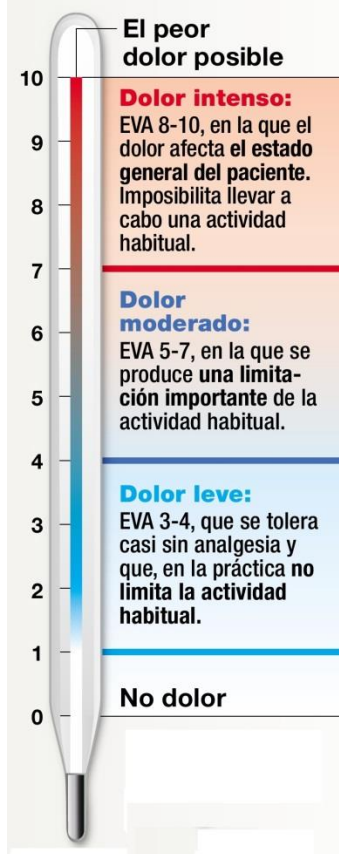 El peor
dolor posible
10
Dolor intenso:
EVA 8-10, en la que el
9
dolor afecta el estado
general del paciente.
Imposibilita llevar a
8
cabo una actividad
habitual.
7
Dolor
moderado:
6
EVA 5-7, en la que se
produce una limita-
5
ción importante de la
actividad habitual.
4
Dolor leve:
3
EVA 3-4, que se tolera
casi sin analgesia y
que, en la práctica no
2
limita la actividad
habitual.
1
No dolor
0